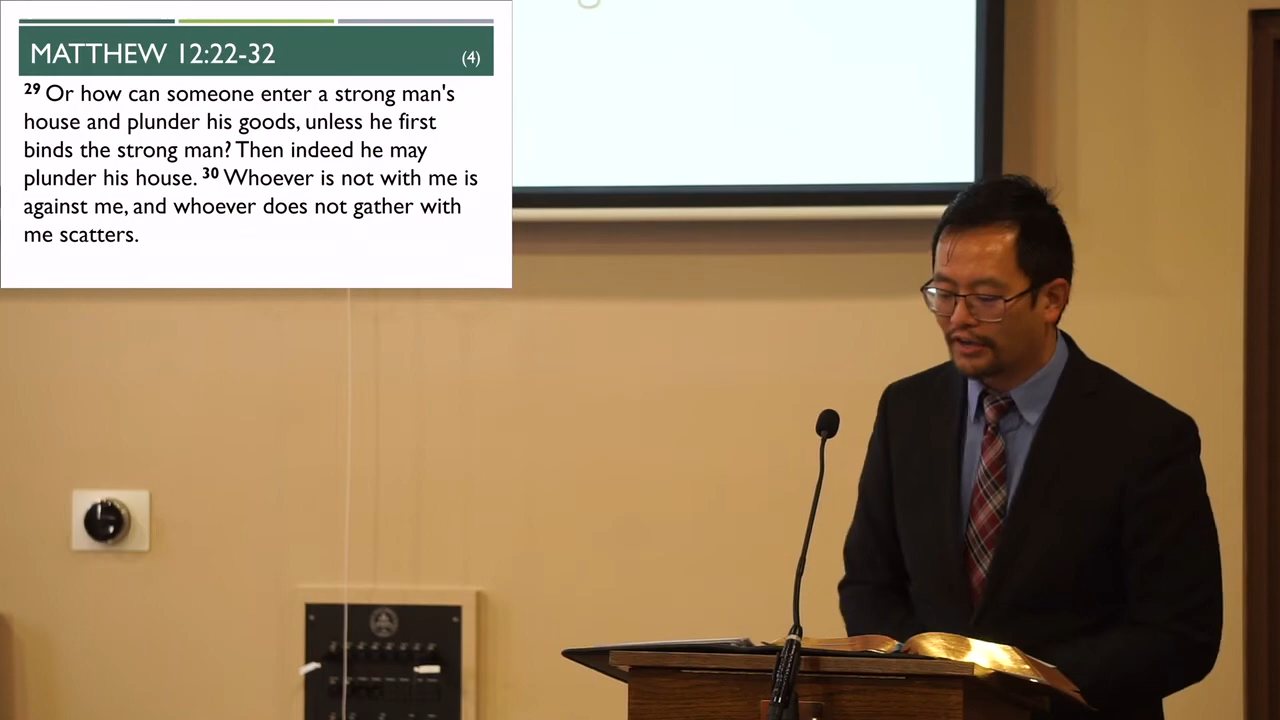 MATTHEW 12:22-32 (4)
29 Or how can someone enter a strong man's
house and plunder his goods, unless he first
binds the strong man? Then indeed he may
plunder his house. 30 Whoever is not with me is
against me, and whoever does not gather with
me scatters.